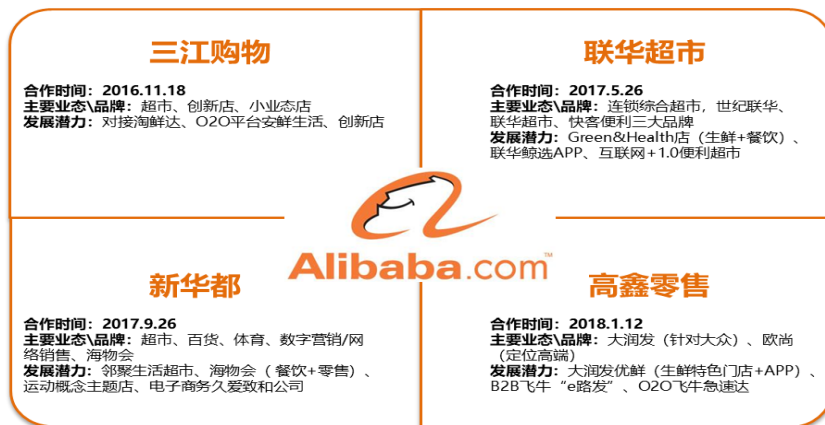 三江购物
合作时间：2016.11.18
主要业态\品牌：超市、创新店、小业态店
发展潜力：对接淘鲜达、O2O平台安鲜生活、创新店
联华超市
合作时间：2017.5.26
主要业态\品牌：连锁综合超市，世纪联华、
联华超市、快客便利三大品牌
发展潜力：Green&Health店（生鲜+餐饮）、
联华鲸选APP、互联网+1.0便利超市
Alibaba.com™
新华都
合作时间：2017.9.26
主要业态\品牌：超市、百货、体育、数字营销/网
络销售、海物会
发展潜力：邻聚生活超市、海物会（餐饮+零售）、
运动概念主题店、电子商务久爱致和公司
高鑫零售
合作时间：2018.1.12
主要业态\品牌：大润发（针对大众）、欧尚
（定位高端）
发展潜力：大润发优鲜（生鲜特色门店+APP）、
B2B飞牛“e路发”、O2O飞牛急速达